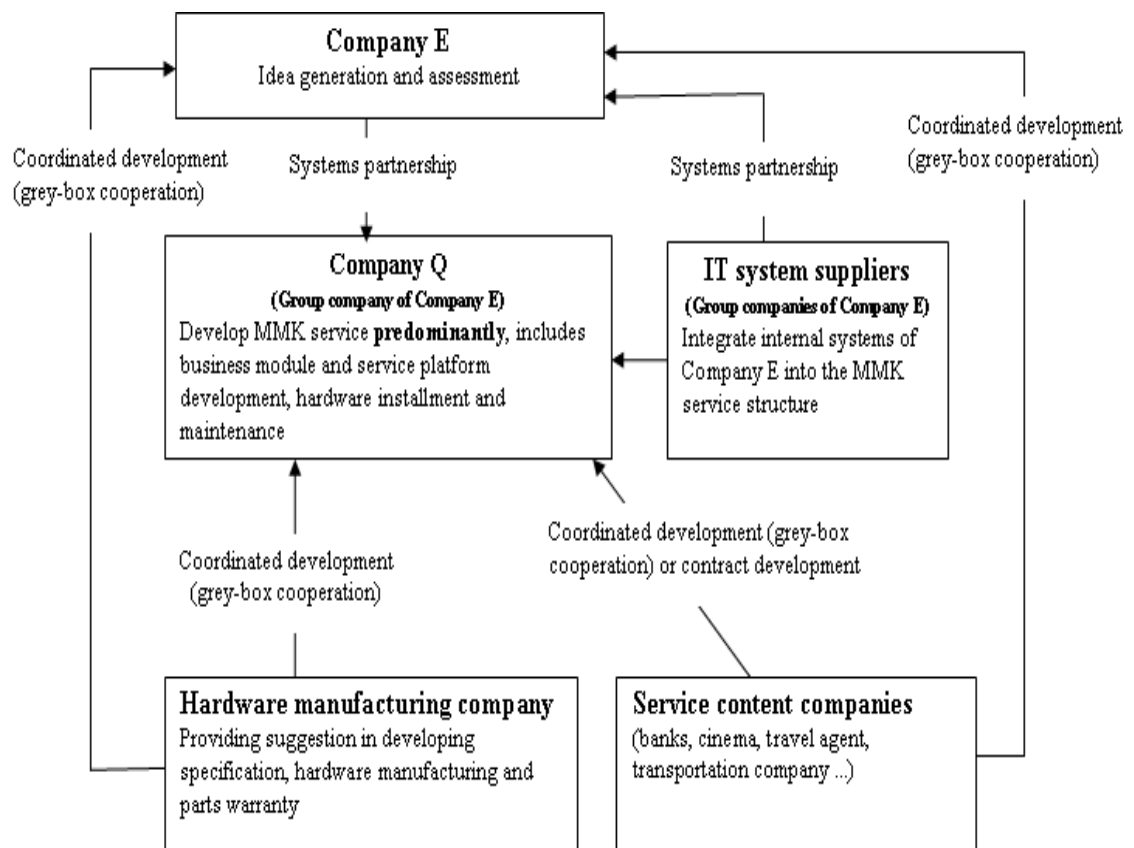 Company E
Idea generation and assessment
Coordinated development
(grey-box cooperation)
Systems partnership
Systems partnership
Coordinated development
(grey-box cooperation)
Company Q
(Group company of Company E)
Develop MMK service predominantly, includes
business module and service platform
development, hardware installment and
maintenance
IT system suppliers
(Group companies of Company E)
Integrate internal systems of
Company E into the MMK
service structure
Coordinated development
(grey-box cooperation)
Coordinated development (grey-box
cooperation) or contract development
Hardware manufacturing company
Providing suggestion in developing
specification, hardware manufacturing and
parts warranty
Service content companies
(banks, cinema, travel agent,
transportation company ...)